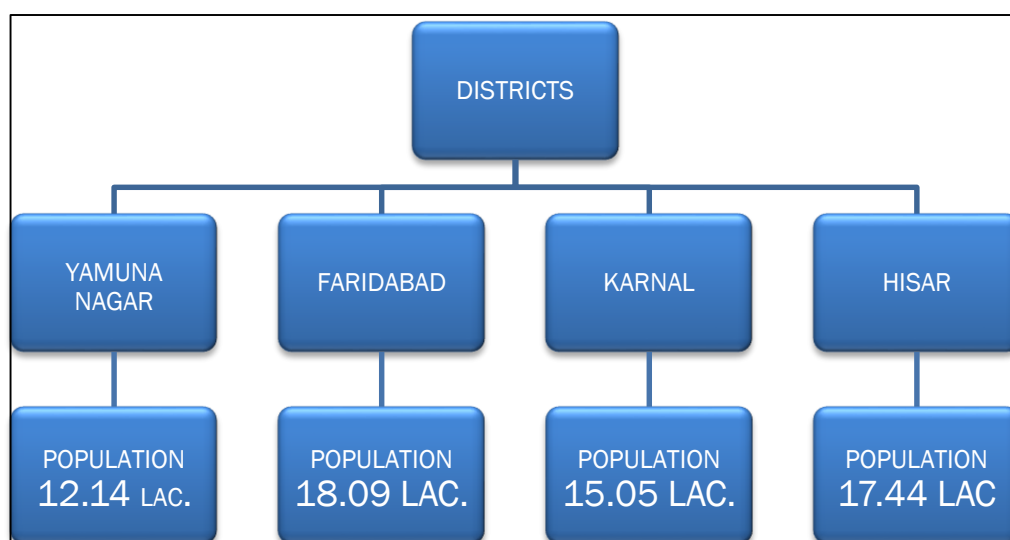 DISTRICTS
YAMUNA
NAGAR
FARIDABAD
KARNAL
HISAR
POPULATION
12.14 LAC.
POPULATION
18.09 LAC.
POPULATION
15.05 LAC.
POPULATION
17.44 LAC